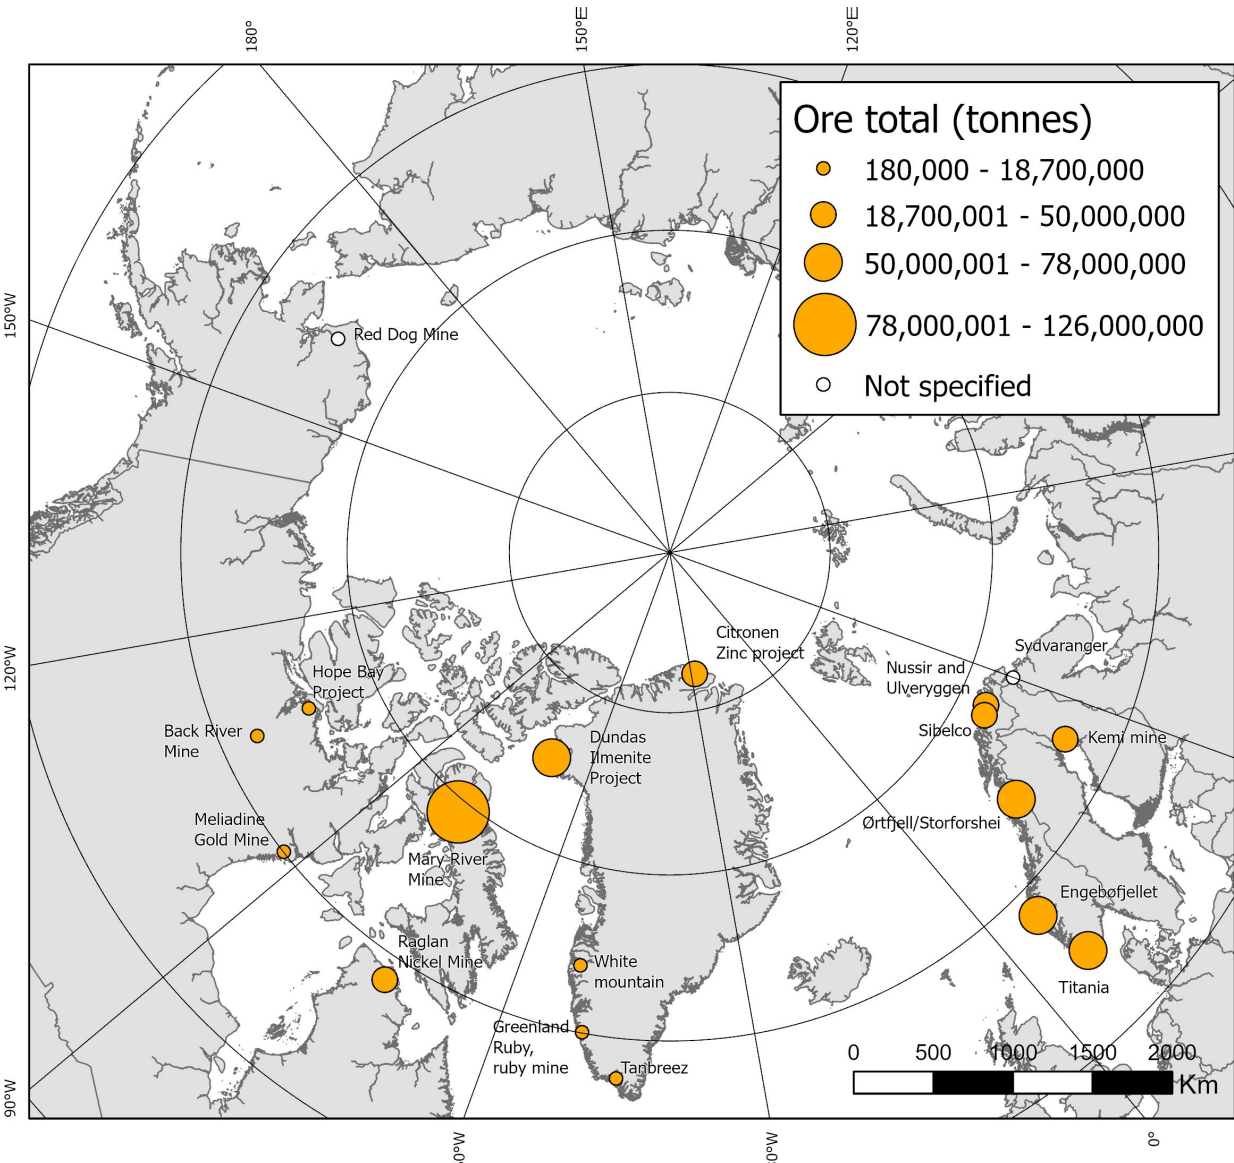 180°
150°E
120°E
Ore total (tonnes)
180,000 - 18,700,000
18,700,001 - 50,000,000
50,000,001 - 78,000,000
78,000,001 - 126,000,000
Not specified
150°W
Red Dog Mine
120°W
Citronen
Zinc project
Sydvaranger
Nussir and
Ulveryggen
Hope Bay
Project
Back River
Mine
Sibelco
Kemi mine
Dundas
Ilmenite
Project
Meliadine
Gold Mine
Ørtfjell/Storforshei
Mary River
Mine
Engebøfjellet
Raglan
Nickel Mine
White
mountain
Titania
Greenland
Ruby,
ruby mine
Tanbreez
0 500 1000 1500 2000
Km
90°W
0°